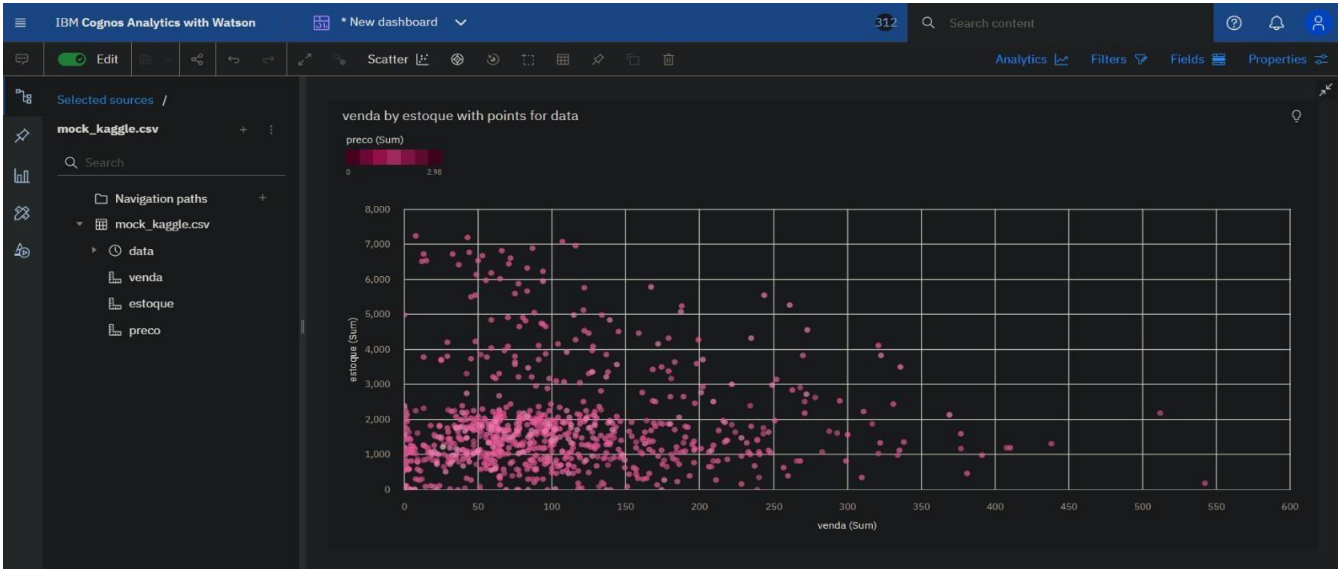 IBM Cognos Analytics with Watson
* New dashboard
312
Search content
Edit
Scatter
Analytics
Filters
Fields
Properties
Selected sources /
mock_kaggle.csv
Search
Navigation paths
mock_kaggle.csv
data
venda
estoque
preco
venda by estoque with points for data
preco (Sum)
0 2.98
8,000
7,000
6,000
5,000
4,000
3,000
2,000
1,000
0
estoque (Sum)
0 50 100 150 200 250 300 350 400 450 500 550 600
venda (Sum)